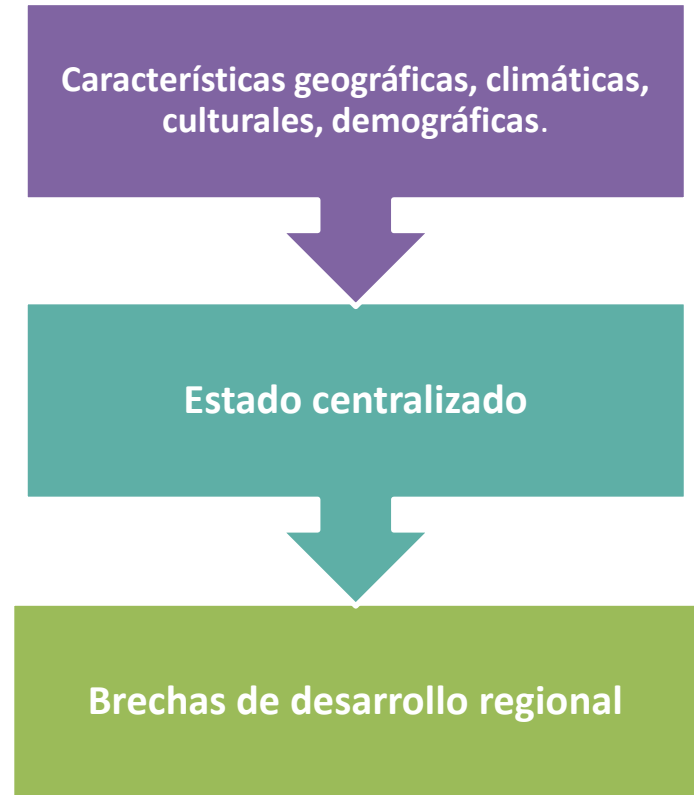 Características geográficas, climáticas,
culturales, demográficas.
Estado centralizado
Brechas de desarrollo regional